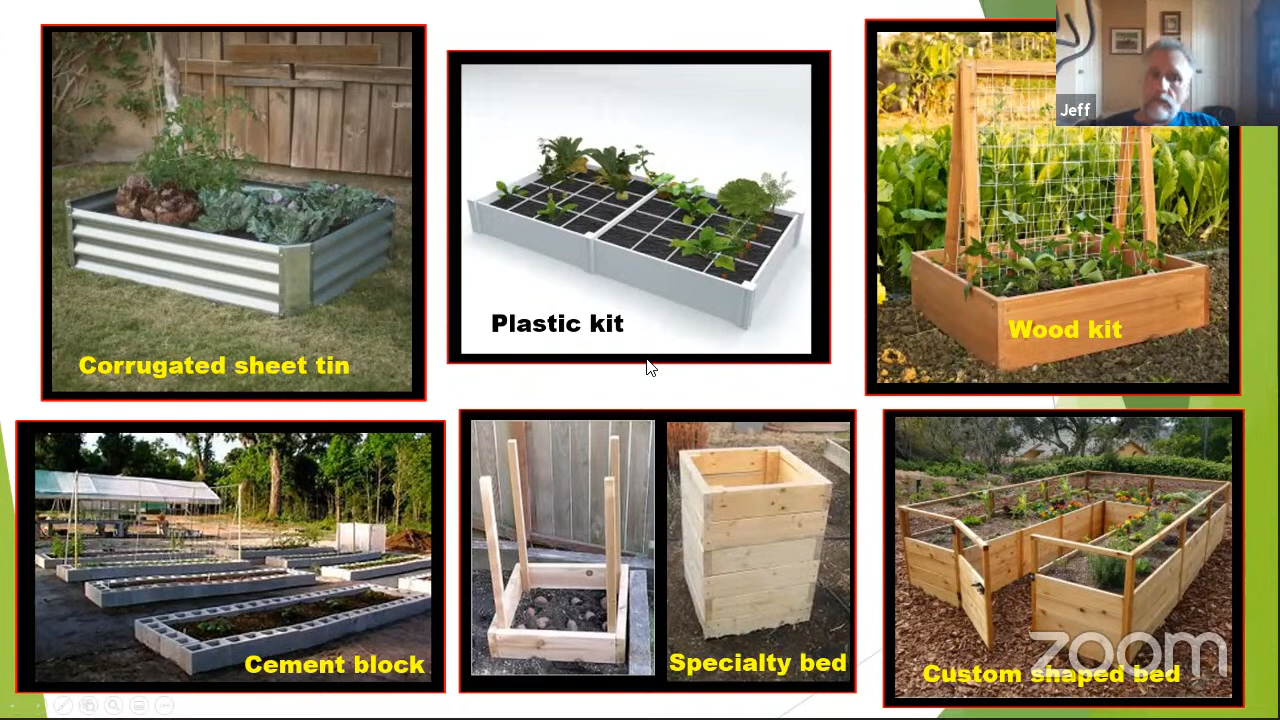 Jeff
Plastic kit
Wood kit
Corrugated sheet tin
Cement block
Specialty bed
Custom shaped bed
zoom